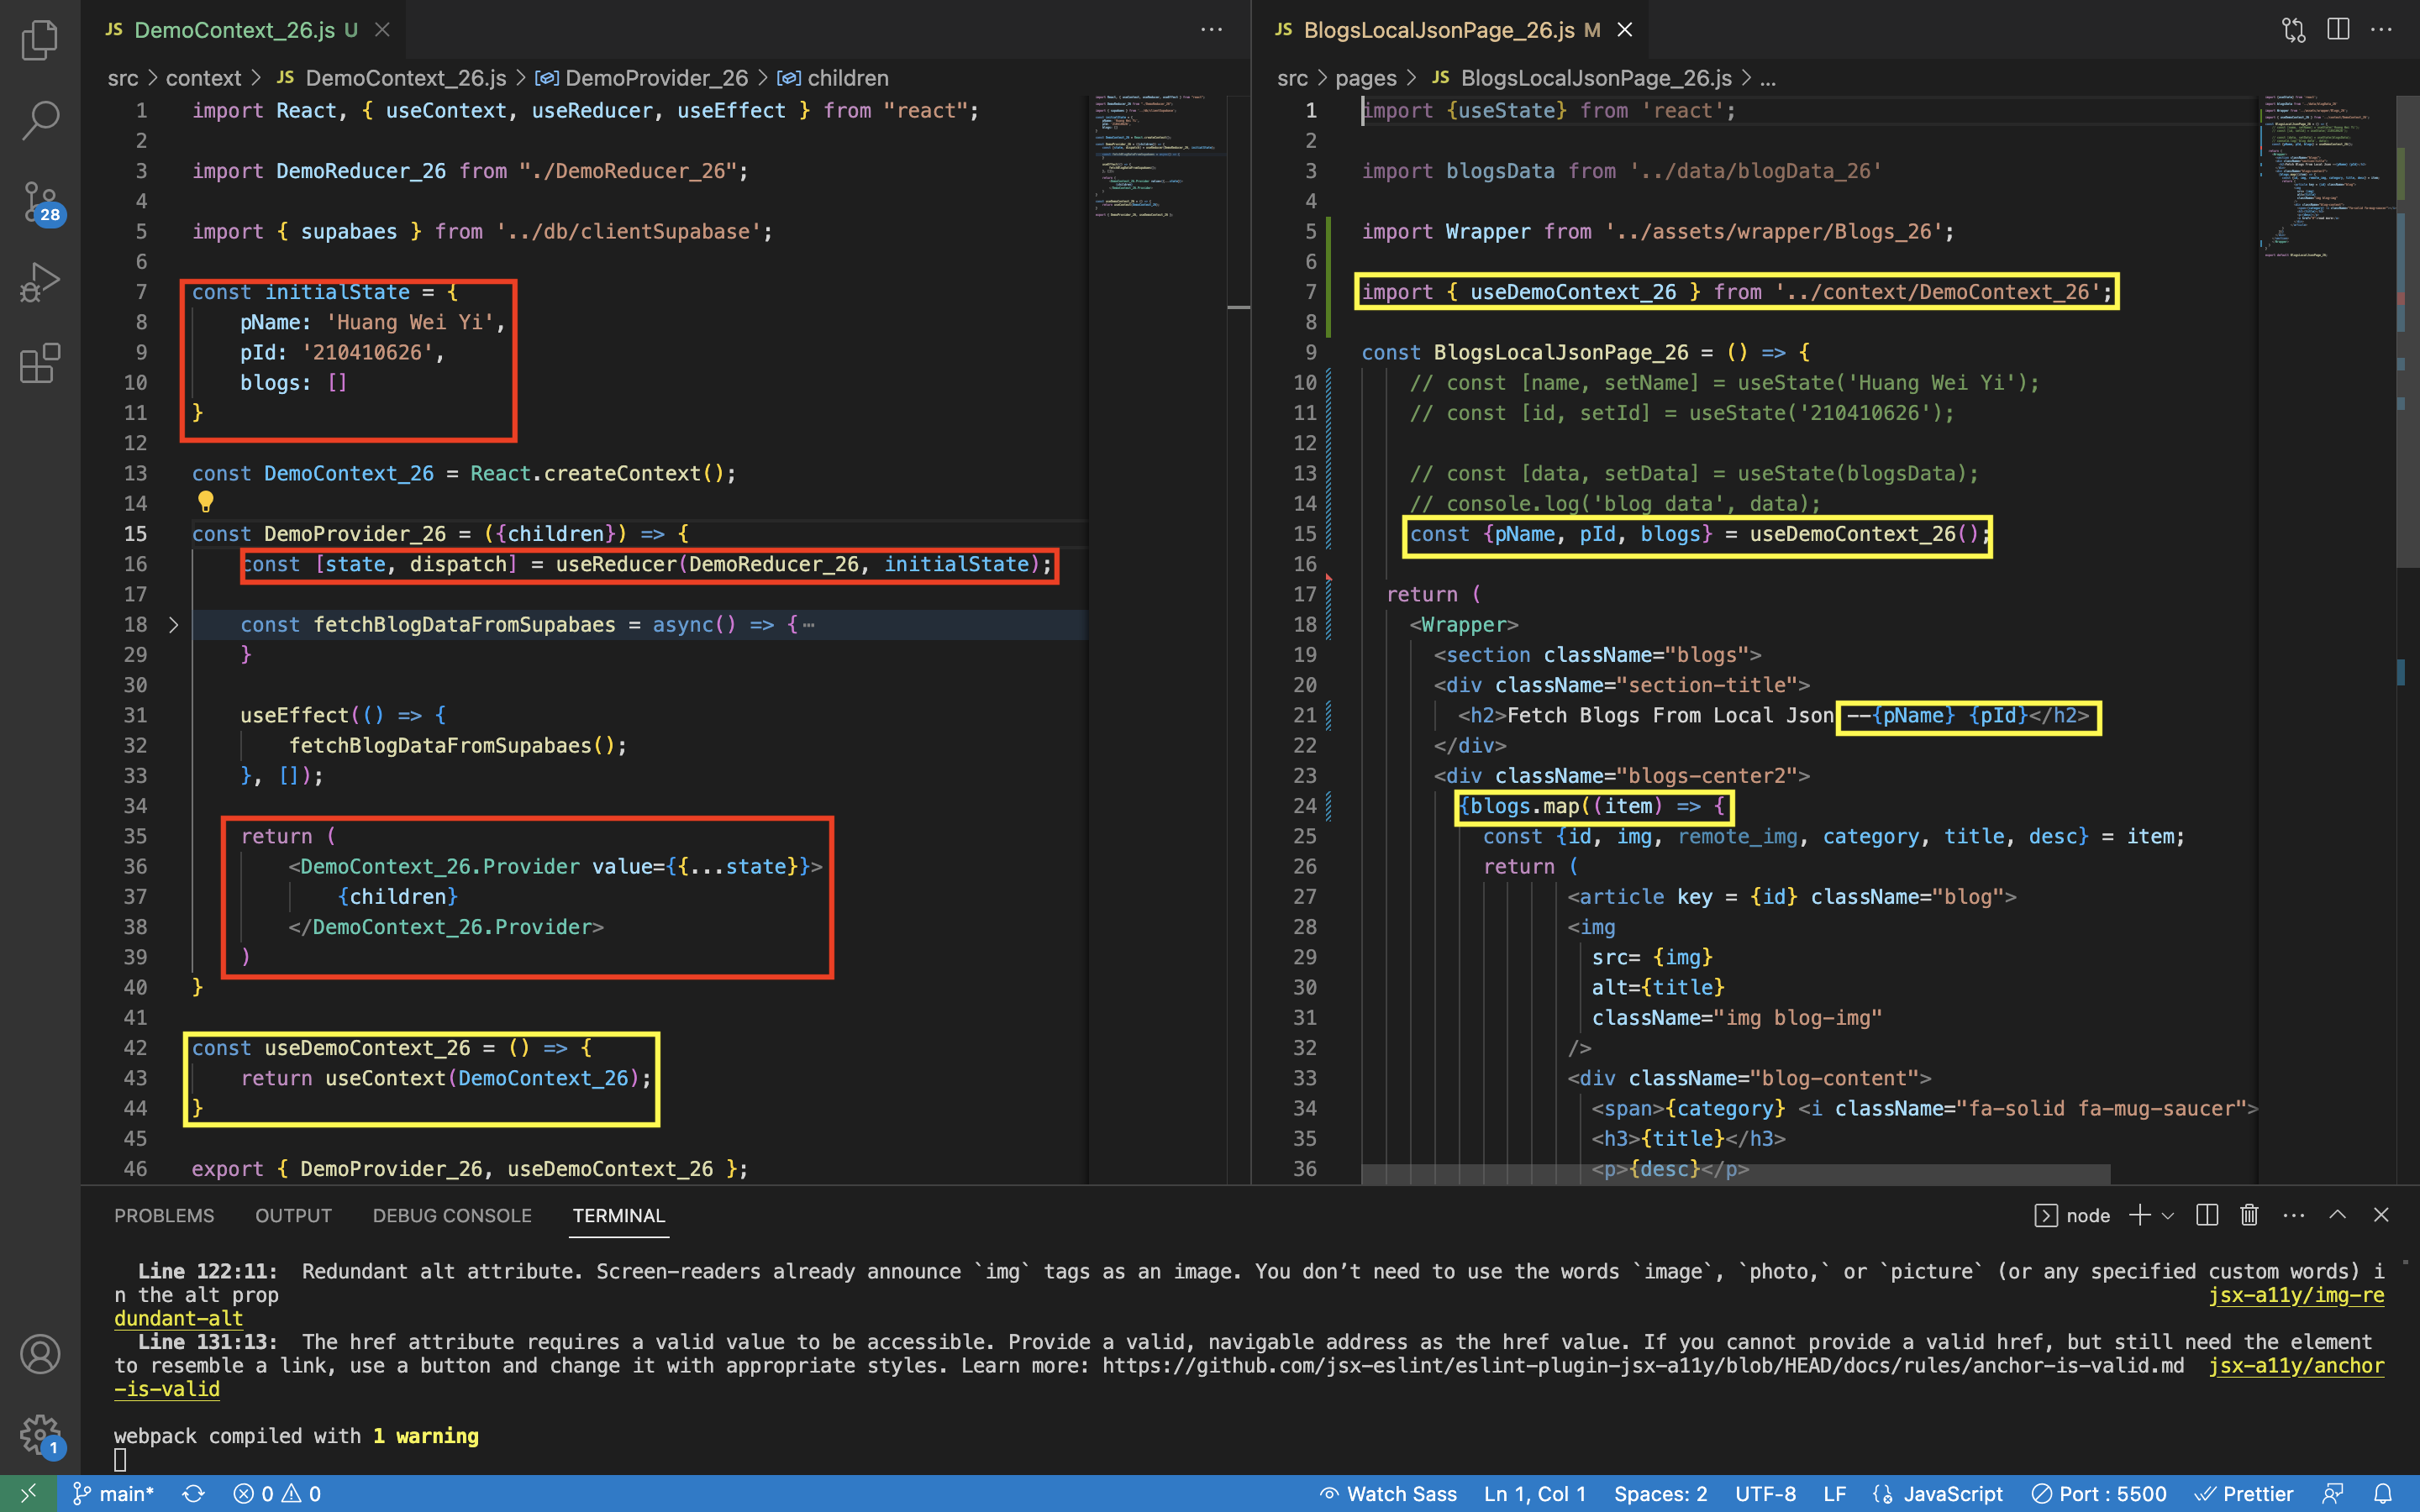 JS DemoContext_26.js U
src > context > JS DemoContext_26.js > DemoProvider_26 > children
1 import React, { useContext, useReducer, useEffect } from "react";
2
3 import DemoReducer_26 from "./DemoReducer_26";
4
5 import { supabaes } from '../db/clientSupabase';
6
7 const initialState = {
8 pName: 'Huang Wei Yi',
9 pId: '210410626',
10 blogs: []
11 }
12
13 const DemoContext_26 = React.createContext();
14
15 const DemoProvider_26 = ({children}) => {
16 const [state, dispatch] = useReducer(DemoReducer_26, initialState);
17
18 const fetchBlogDataFromSupabaes = async() => {⋯
29 }
30
31 useEffect(() => {
32 fetchBlogDataFromSupabaes();
33 }, []);
34
35 return (
36 <DemoContext_26.Provider value={{...state}}>
37 {children}
38 </DemoContext_26.Provider>
39 )
40 }
41
42 const useDemoContext_26 = () => {
43 return useContext(DemoContext_26);
44 }
45
46 export { DemoProvider_26, useDemoContext_26 };
JS BlogsLocalJsonPage_26.js M
src > pages > JS BlogsLocalJsonPage_26.js > ...
1 import {useState} from 'react';
2
3 import blogsData from '../data/blogData_26'
4
5 import Wrapper from '../assets/wrapper/Blogs_26';
6
7 import { useDemoContext_26 } from '../context/DemoContext_26';
8
9 const BlogsLocalJsonPage_26 = () => {
10 // const [name, setName] = useState('Huang Wei Yi');
11 // const [id, setId] = useState('210410626');
12
13 // const [data, setData] = useState(blogsData);
14 // console.log('blog data', data);
15 const {pName, pId, blogs} = useDemoContext_26();
16
17 return (
18 <Wrapper>
19 <section className="blogs">
20 <div className="section-title">
21 <h2>Fetch Blogs From Local Json --{pName} {pId}</h2>
22 </div>
23 <div className="blogs-center2">
24 {blogs.map((item) => {
25 const {id, img, remote_img, category, title, desc} = item;
26 return (
27 <article key = {id} className="blog">
28 <img
29 src= {img}
30 alt={title}
31 className="img blog-img"
32 />
33 <div className="blog-content">
34 <span>{category} <i className="fa-solid fa-mug-saucer">
35 <h3>{title}</h3>
36 <p>{desc}</p>
28
1
PROBLEMS OUTPUT DEBUG CONSOLE TERMINAL
node
Line 122:11: Redundant alt attribute. Screen-readers already announce `img` tags as an image. You don’t need to use the words `image`, `photo,` or `picture` (or any specified custom words) i
n the alt prop jsx-a11y/img-re
dundant-alt
Line 131:13: The href attribute requires a valid value to be accessible. Provide a valid, navigable address as the href value. If you cannot provide a valid href, but still need the element
to resemble a link, use a button and change it with appropriate styles. Learn more: https://github.com/jsx-eslint/eslint-plugin-jsx-a11y/blob/HEAD/docs/rules/anchor-is-valid.md jsx-a11y/anchor
-is-valid
webpack compiled with 1 warning
main* 0 0 Watch Sass Ln 1, Col 1 Spaces: 2 UTF-8 LF JavaScript Port : 5500 Prettier